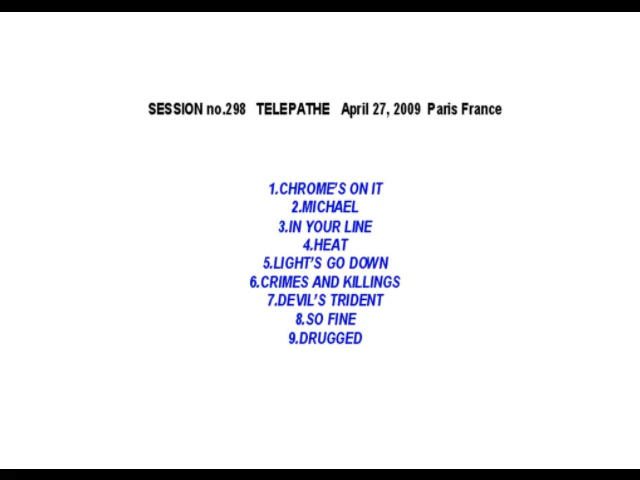 SESSION no.298 TELEPATHE April 27, 2009 Paris France
1.CHROME'S ON IT
2.MICHAEL
3.IN YOUR LINE
4.HEAT
5.LIGHT'S GO DOWN
6.CRIMES AND KILLINGS
7.DEVIL'S TRIDENT
8.SO FINE
9.DRUGGED